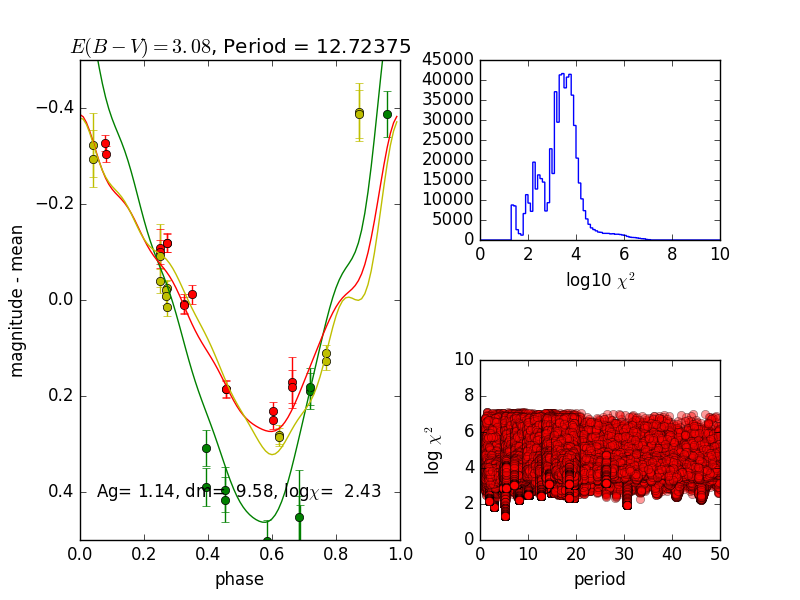 E(B − V) = 3.08, Period = 12.72375
−0.4
−0.2
0.0
0.2
0.4
magnitude - mean
Ag= 1.14, dm= 9.58, logχ= 2.43
0.0 0.2 0.4 0.6 0.8 1.0
phase
45000
40000
35000
30000
25000
20000
15000
10000
5000
0
0 2 4 6 8 10
log10 χ²
10
8
6
4
2
0
log χ²
0 10 20 30 40 50
period